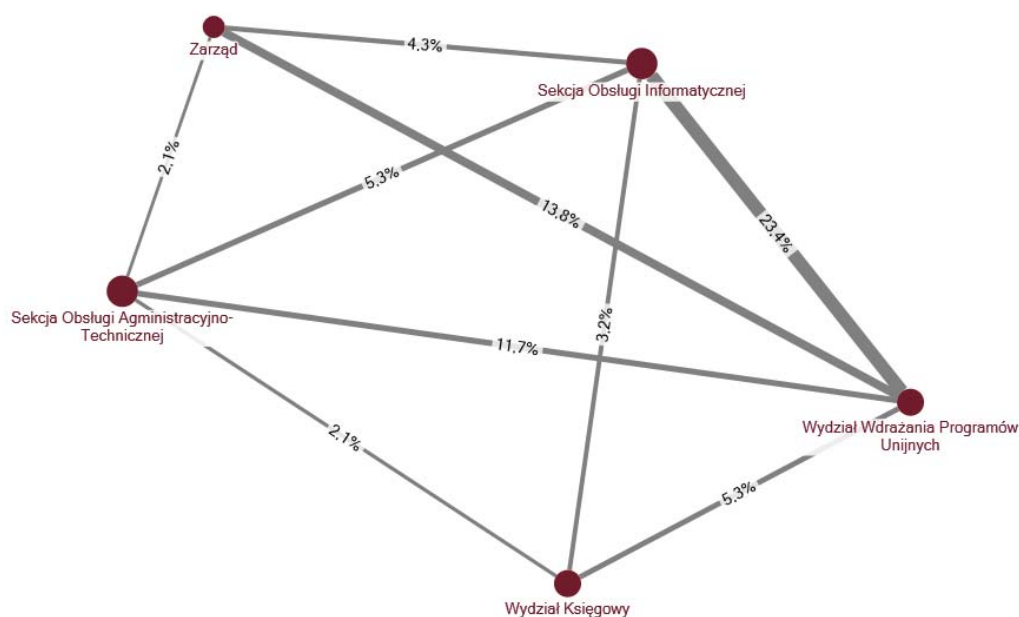 Zarząd
4.3%
Sekcja Obsługi Informatycznej
2.1%
5.3%
13.8%
23.4%
Sekcja Obsługi Agministracyjno-
Technicznej
3.2%
11.7%
Wydział Wdrażania Programów
Unijnych
2.1%
5.3%
Wydział Księgowy